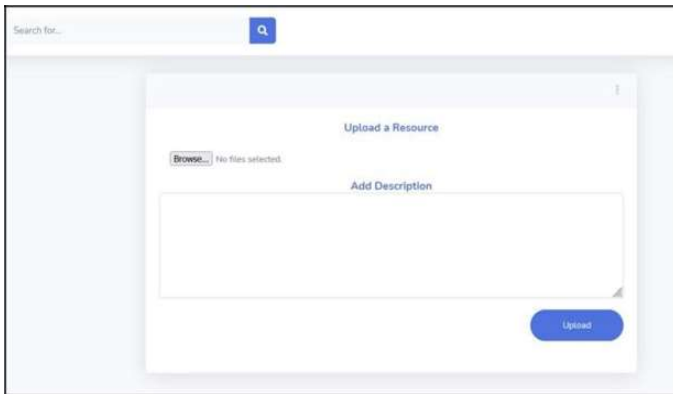 Search for...
Upload a Resource
Browse... No files selected.
Add Description
Upload